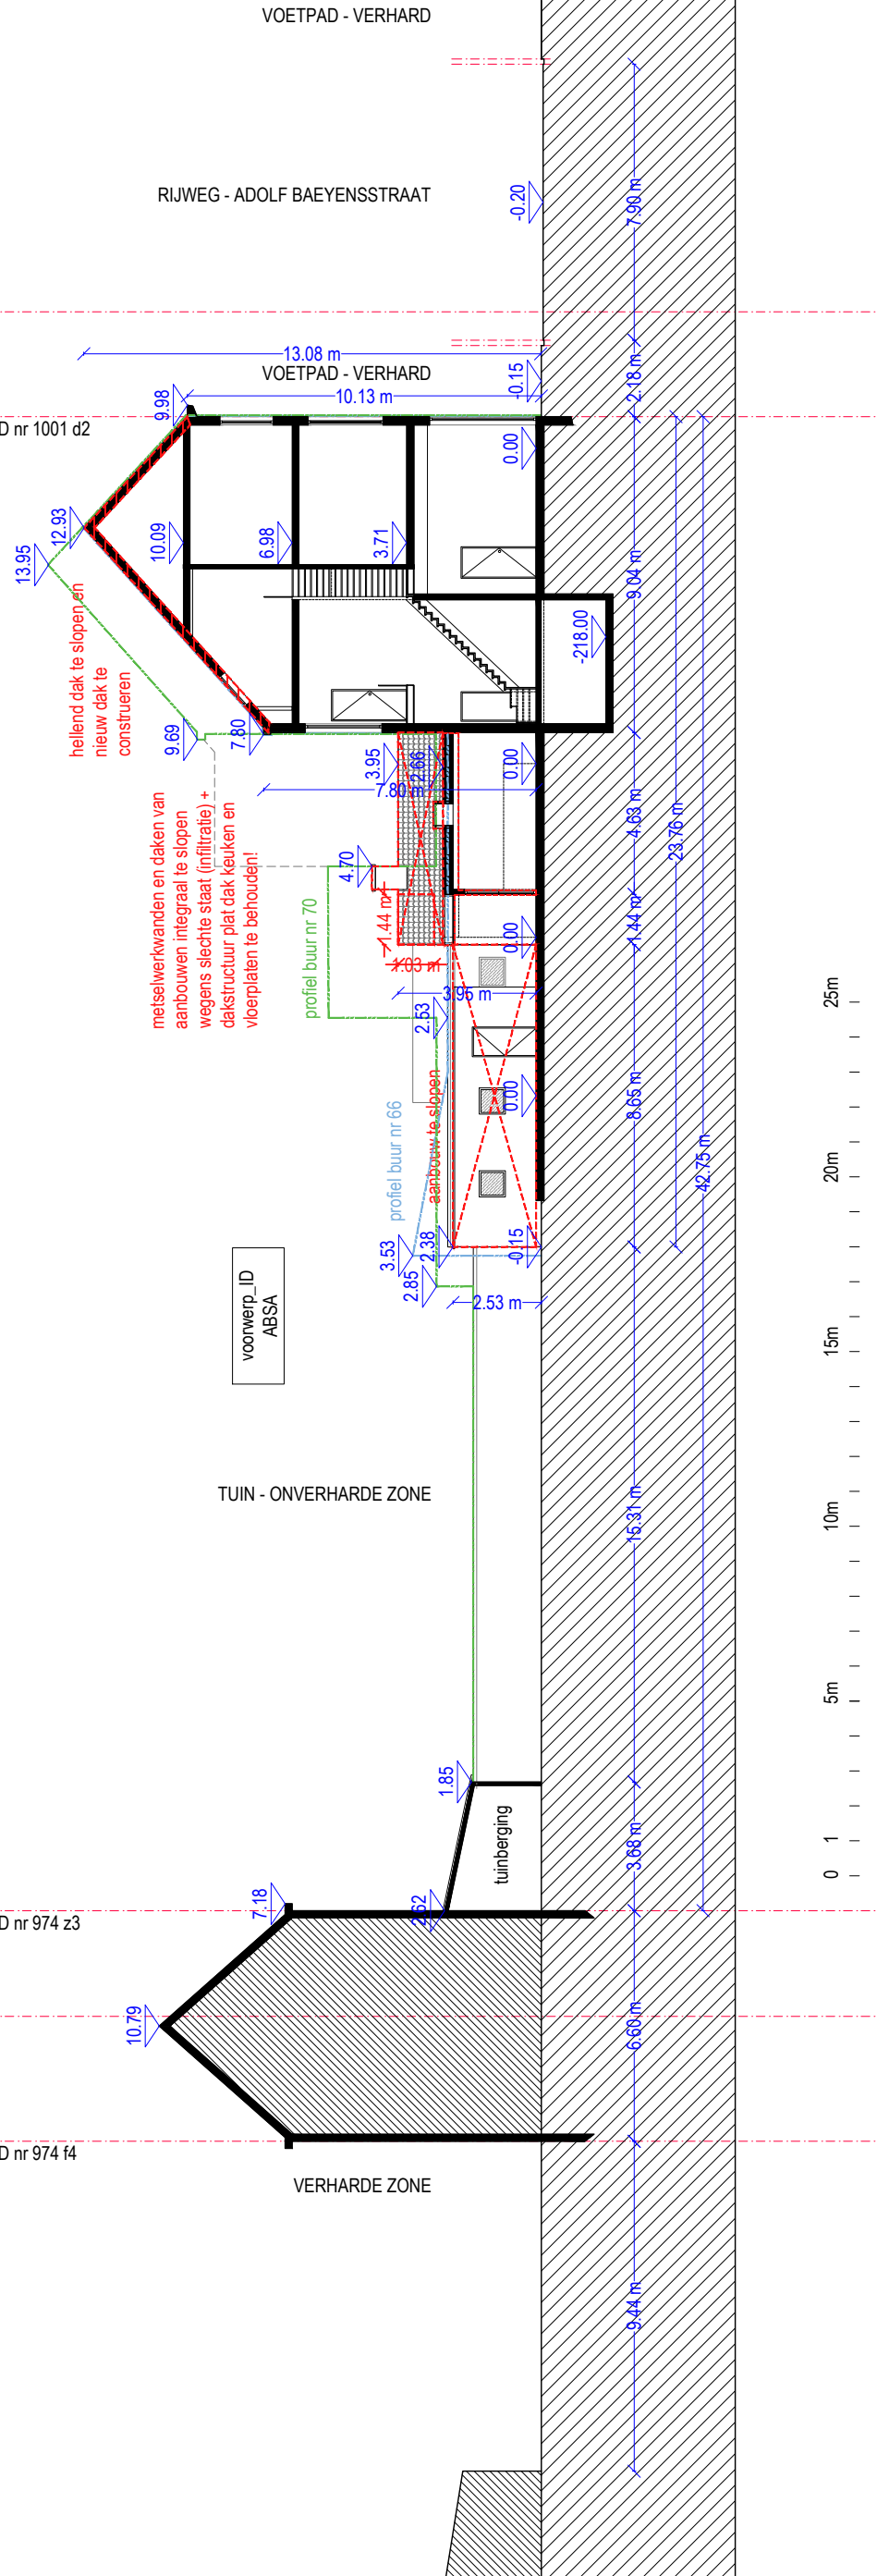 VOETPAD - VERHARD
7.90 m
RIJWEG - ADOLF BAEYENSSTRAAT
-0.20
13.08 m
VOETPAD - VERHARD
-0.15
2.18 m
10.13 m
9.98
D nr 1001 d2
0.00
12.93
10.09
6.98
3.71
13.95
9.04 m
-218.00
hellend dak te slopen en
nieuw dak te
construeren
9.69
7.80
3.95
2.66
0.00
7.80 m
4.63 m
23.76 m
metselwerkwanden en daken van
aanbouwen integraal te slopen
wegens slechte staat (infiltratie) +
dakstructuur plat dak keuken en
vloerplaten te behouden!
4.70
1.44 m
1.44 m
0.00
profiel buur nr 70
1.03 m
3.95 m
2.53
25m
0.00
8.65 m
aanbouw te slopen
profiel buur nr 66
42.75 m
20m
3.53
2.38
-0.15
2.85
2.53 m
voorwerp_ID
ABSA
15m
TUIN - ONVERHARDE ZONE
15.31 m
10m
5m
1.85
tuinberging
3.68 m
1
0
7.18
2.62
D nr 974 z3
10.79
6.60 m
D nr 974 f4
VERHARDE ZONE
9.44 m